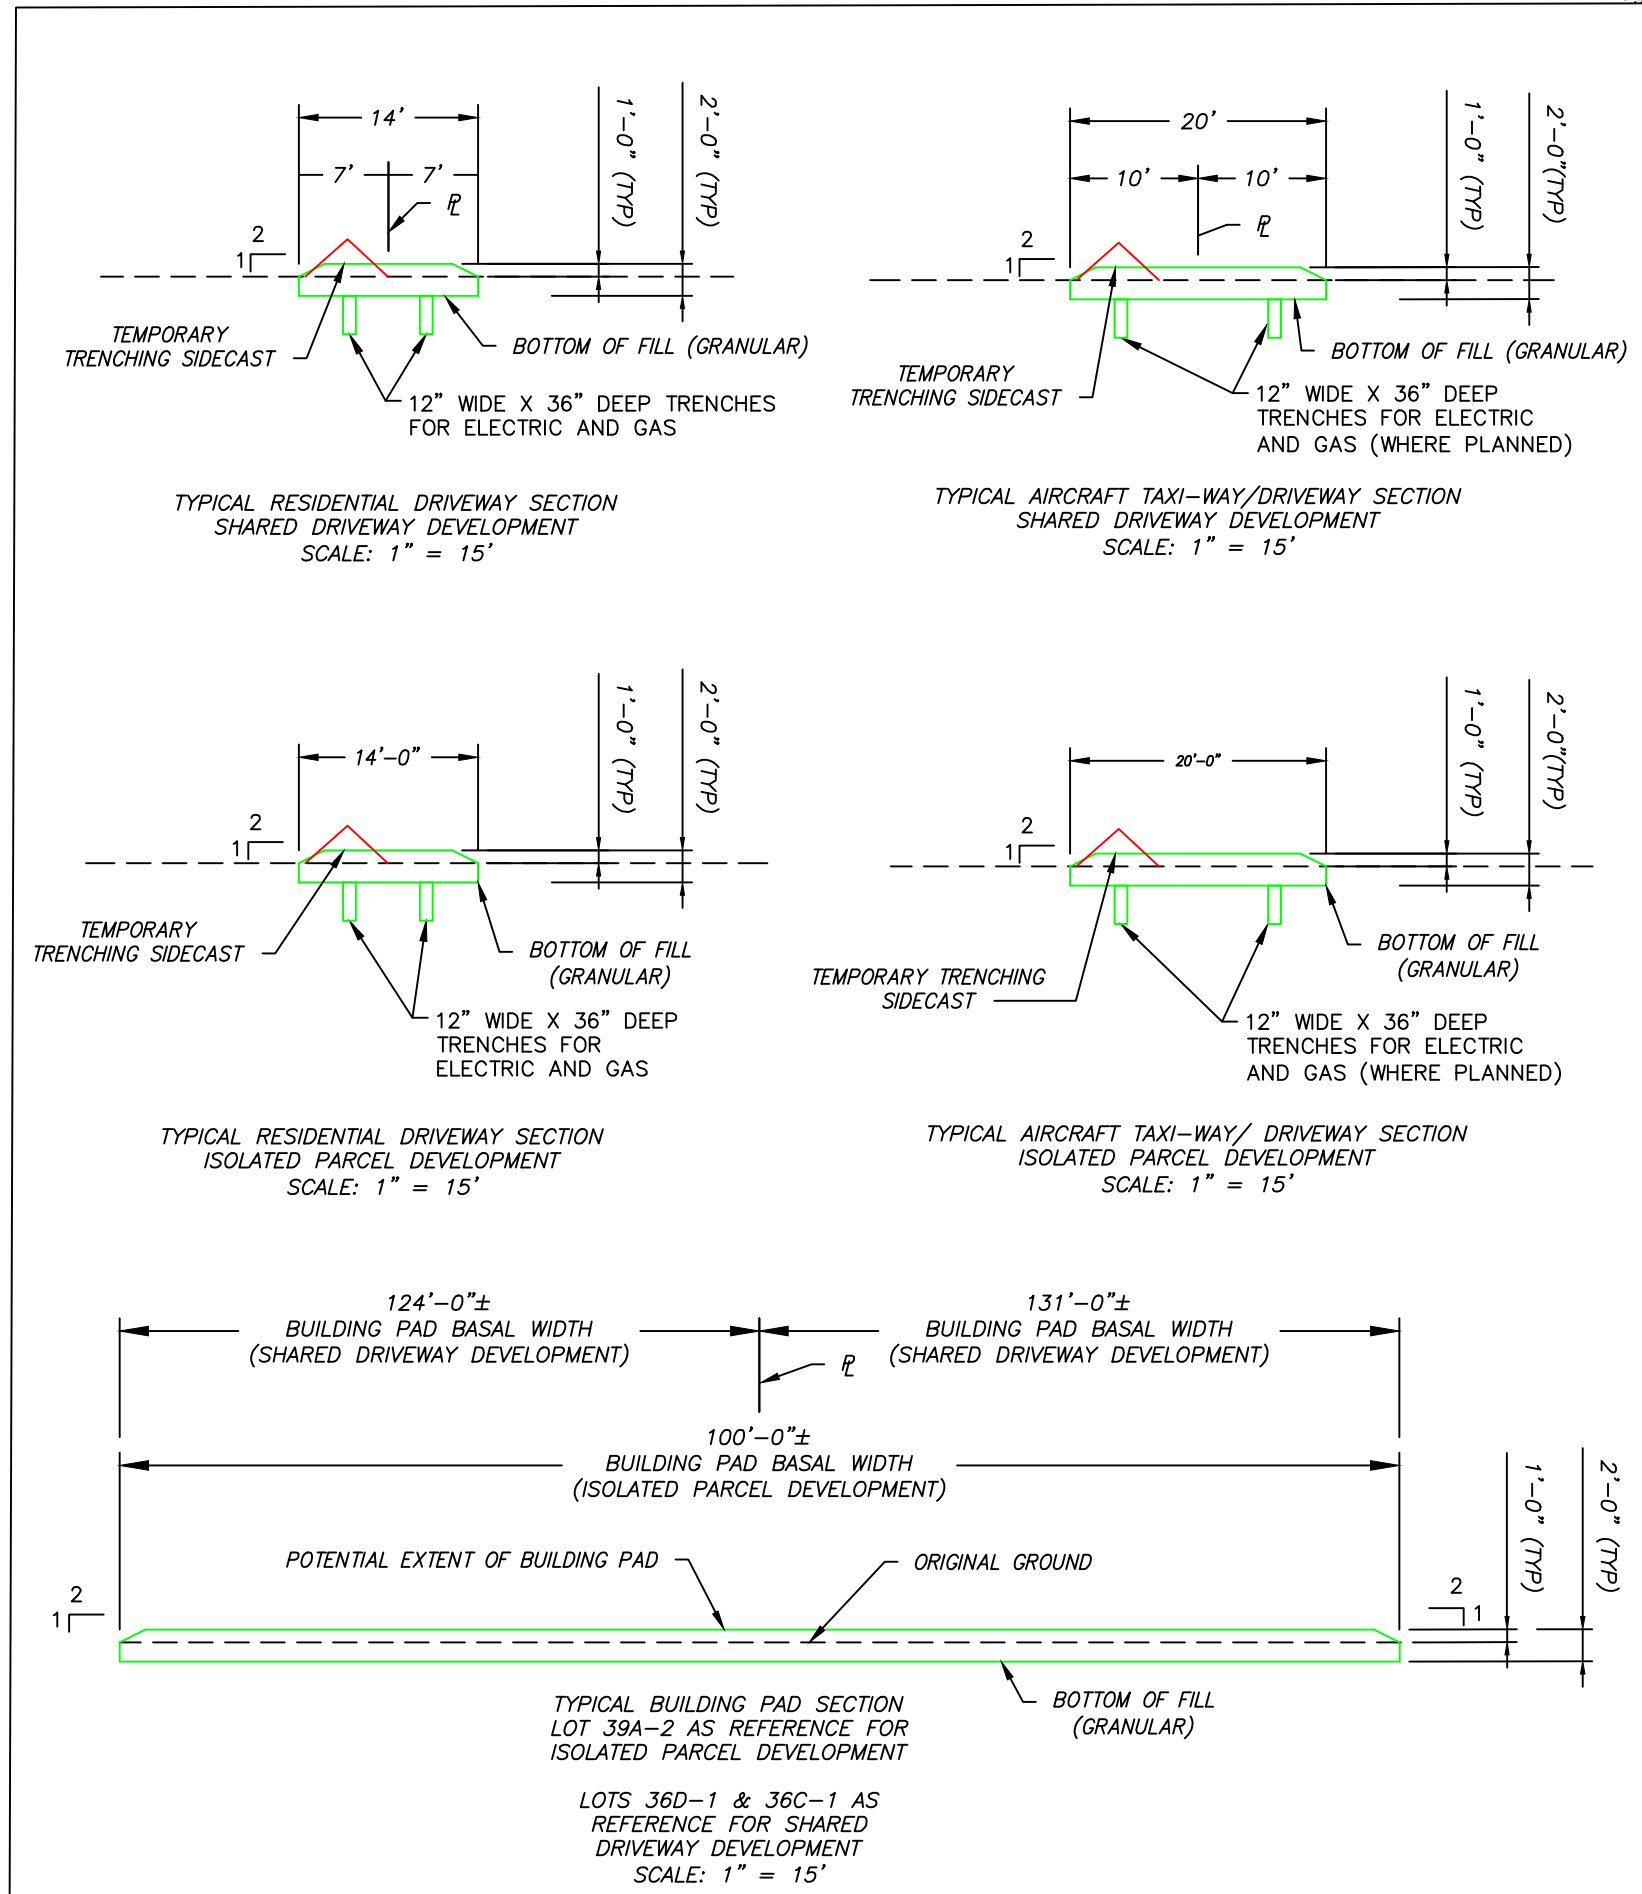 14'
7'
7'
℄
1'-0" (TYP)
2'-0" (TYP)
2
1
TEMPORARY
TRENCHING SIDECAST
BOTTOM OF FILL (GRANULAR)
12" WIDE X 36" DEEP TRENCHES
FOR ELECTRIC AND GAS
TYPICAL RESIDENTIAL DRIVEWAY SECTION
SHARED DRIVEWAY DEVELOPMENT
SCALE: 1" = 15'
20'
10'
10'
PL
1'-0" (TYP)
2'-0"(TYP)
2
1
TEMPORARY
TRENCHING SIDECAST
BOTTOM OF FILL (GRANULAR)
12" WIDE X 36" DEEP
TRENCHES FOR ELECTRIC
AND GAS (WHERE PLANNED)
TYPICAL AIRCRAFT TAXI-WAY/DRIVEWAY SECTION
SHARED DRIVEWAY DEVELOPMENT
SCALE: 1" = 15'
14'-0"
1'-0" (TYP)
2'-0" (TYP)
2
1
TEMPORARY
TRENCHING SIDECAST
BOTTOM OF FILL
(GRANULAR)
12" WIDE X 36" DEEP
TRENCHES FOR
ELECTRIC AND GAS
TYPICAL RESIDENTIAL DRIVEWAY SECTION
ISOLATED PARCEL DEVELOPMENT
SCALE: 1" = 15'
20'-0"
1'-0" (TYP)
2'-0"(TYP)
2
1
TEMPORARY TRENCHING
SIDECAST
BOTTOM OF FILL
(GRANULAR)
12" WIDE X 36" DEEP
TRENCHES FOR ELECTRIC
AND GAS (WHERE PLANNED)
TYPICAL AIRCRAFT TAXI-WAY/ DRIVEWAY SECTION
ISOLATED PARCEL DEVELOPMENT
SCALE: 1" = 15'
124'-0"±
BUILDING PAD BASAL WIDTH
(SHARED DRIVEWAY DEVELOPMENT)
131'-0"±
BUILDING PAD BASAL WIDTH
(SHARED DRIVEWAY DEVELOPMENT)
PL
100'-0"±
BUILDING PAD BASAL WIDTH
(ISOLATED PARCEL DEVELOPMENT)
1'-0" (TYP)
2'-0" (TYP)
POTENTIAL EXTENT OF BUILDING PAD
ORIGINAL GROUND
2
1
2
1
BOTTOM OF FILL
(GRANULAR)
TYPICAL BUILDING PAD SECTION
LOT 39A-2 AS REFERENCE FOR
ISOLATED PARCEL DEVELOPMENT
LOTS 36D-1 & 36C-1 AS
REFERENCE FOR SHARED
DRIVEWAY DEVELOPMENT
SCALE: 1" = 15'